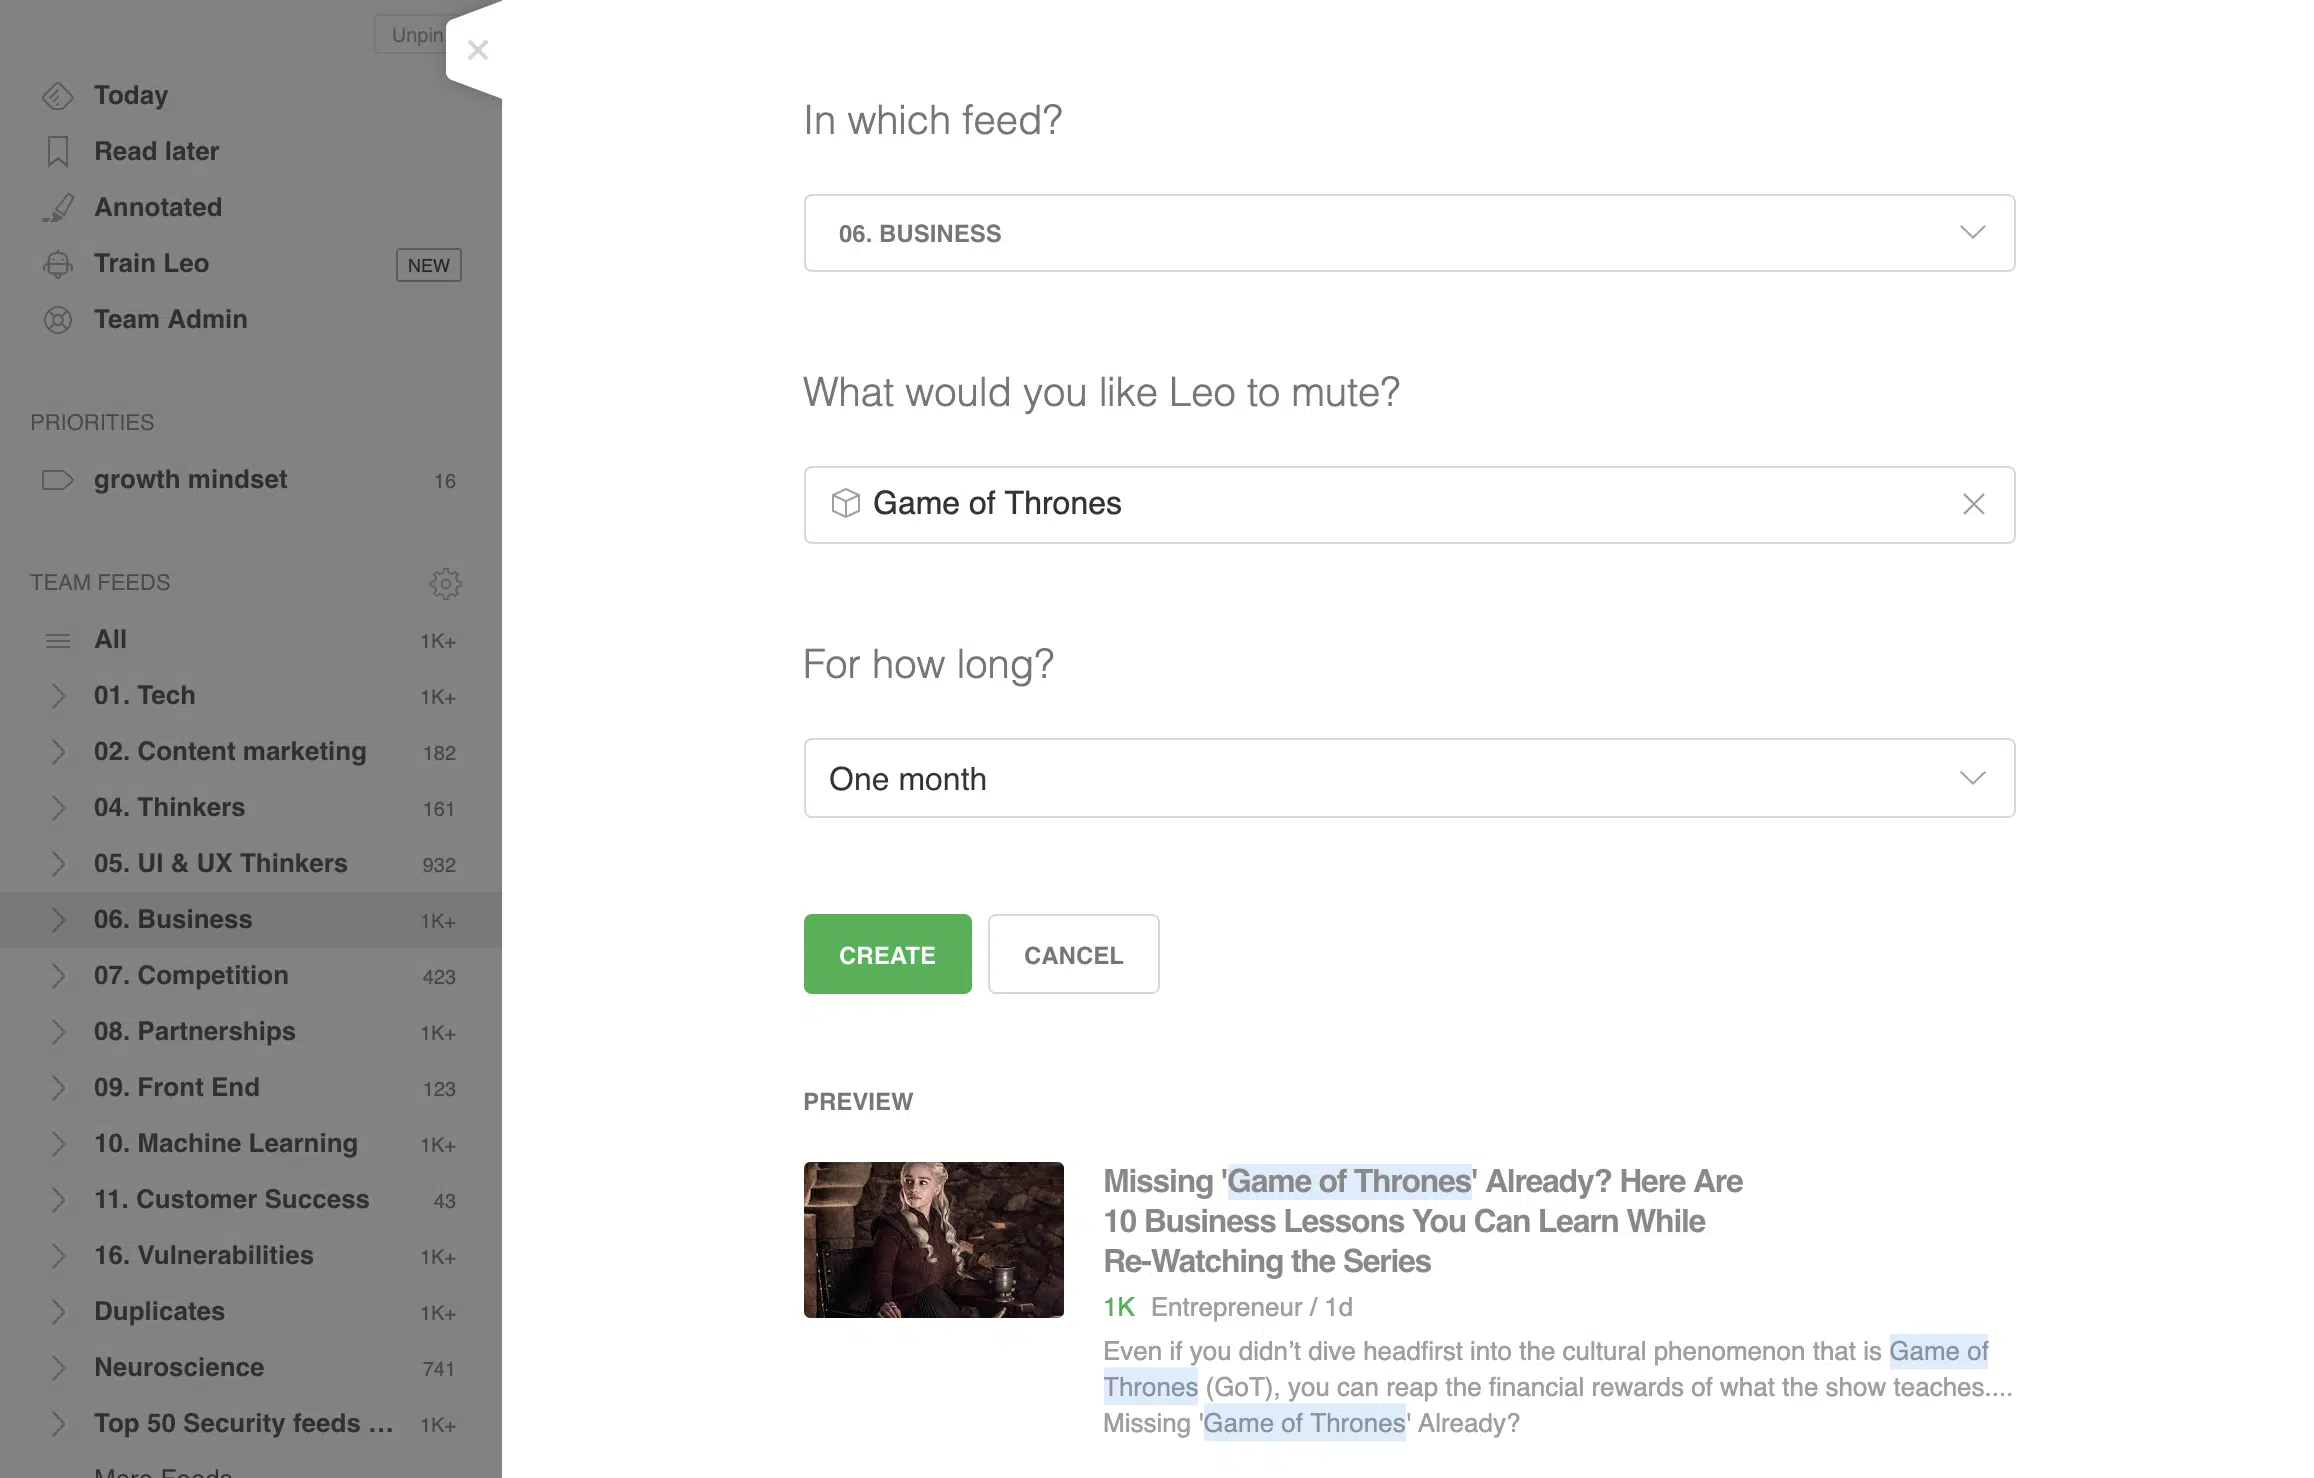 Unpin
Today
Read later
Annotated
Train Leo NEW
Team Admin
PRIORITIES
growth mindset 16
TEAM FEEDS
All 1K+
01. Tech 1K+
02. Content marketing 182
04. Thinkers 161
05. UI & UX Thinkers 932
06. Business 1K+
07. Competition 423
08. Partnerships 1K+
09. Front End 123
10. Machine Learning 1K+
11. Customer Success 43
16. Vulnerabilities 1K+
Duplicates 1K+
Neuroscience 741
Top 50 Security feeds ... 1K+
More Feeds
In which feed?
06. BUSINESS
What would you like Leo to mute?
Game of Thrones
For how long?
One month
CREATE CANCEL
PREVIEW
Missing 'Game of Thrones' Already? Here Are
10 Business Lessons You Can Learn While
Re-Watching the Series
1K Entrepreneur / 1d
Even if you didn’t dive headfirst into the cultural phenomenon that is Game of
Thrones (GoT), you can reap the financial rewards of what the show teaches....
Missing 'Game of Thrones' Already?